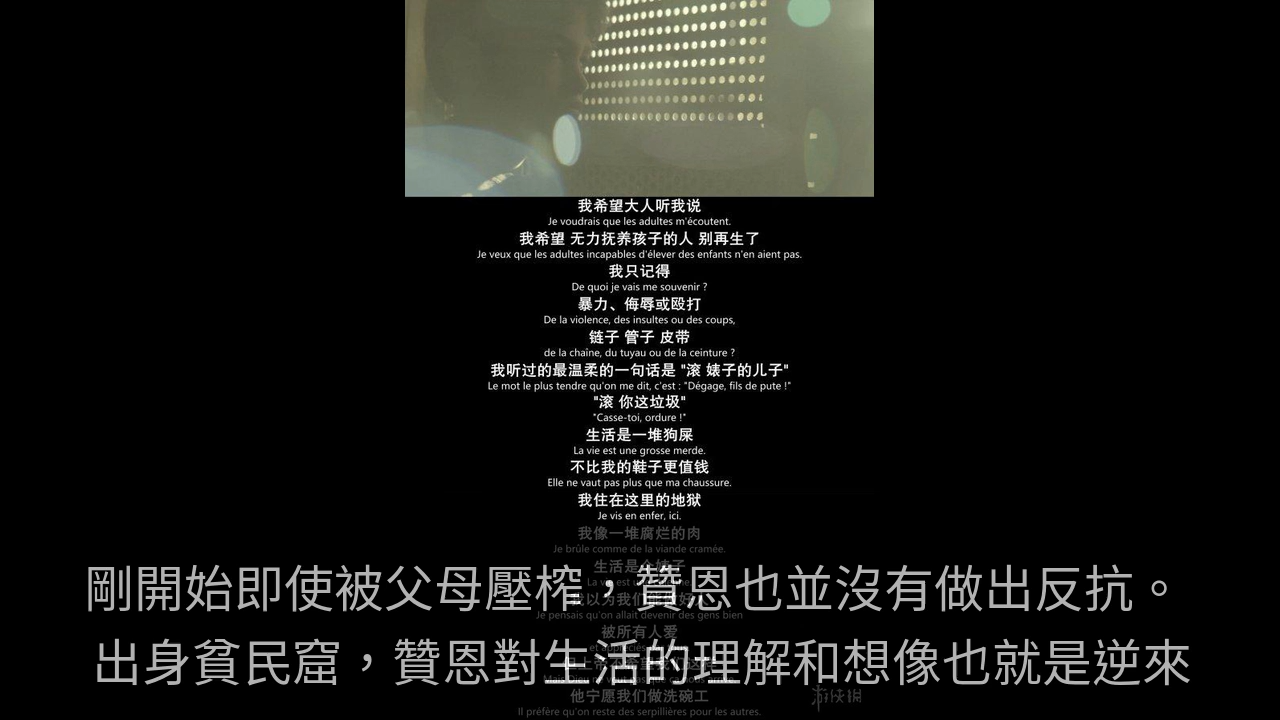 我希望大人听我说
Je voudrais que les adultes m'écoutent.
我希望 无力抚养孩子的人 别再生了
Je veux que les adultes incapables d'élever des enfants n'en aient pas.
我只记得
De quoi je vais me souvenir ?
暴力、侮辱或殴打
De la violence, des insultes ou des coups,
链子 管子 皮带
de la chaîne, du tuyau ou de la ceinture ?
我听过的最温柔的一句话是 "滚 婊子的儿子"
Le mot le plus tendre qu'on me dit, c'est : "Dégage, fils de pute !"
"滚 你这垃圾"
"Casse-toi, ordure !"
生活是一堆狗屎
La vie est une grosse merde.
不比我的鞋子更值钱
Elle ne vaut pas plus que ma chaussure.
我住在这里的地狱
Je vis en enfer, ici.
我像一堆腐烂的肉
Je brûle comme de la viande cramée.
剛開始即使被父母壓榨，贊恩也並沒有做出反抗。
Je pensais qu'on allait devenir des gens bien
被所有人爱
出身貧民窟，贊恩對生活的理解和想像也就是逆來
他宁愿我们做洗碗工
Il préfère qu'on reste des serpillières pour les autres.
游侠网